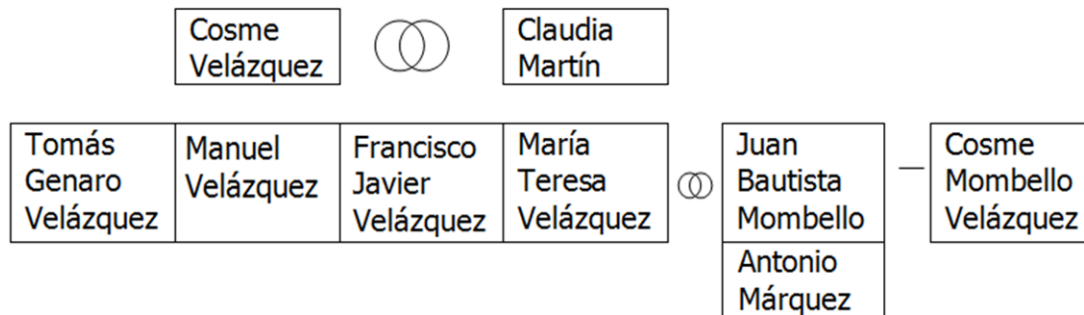 Cosme
Velázquez
Claudia
Martín
Tomás
Genaro
Velázquez
Manuel
Velázquez
Francisco
Javier
Velázquez
María
Teresa
Velázquez
Juan
Bautista
Mombello
Antonio
Márquez
—
Cosme
Mombello
Velázquez